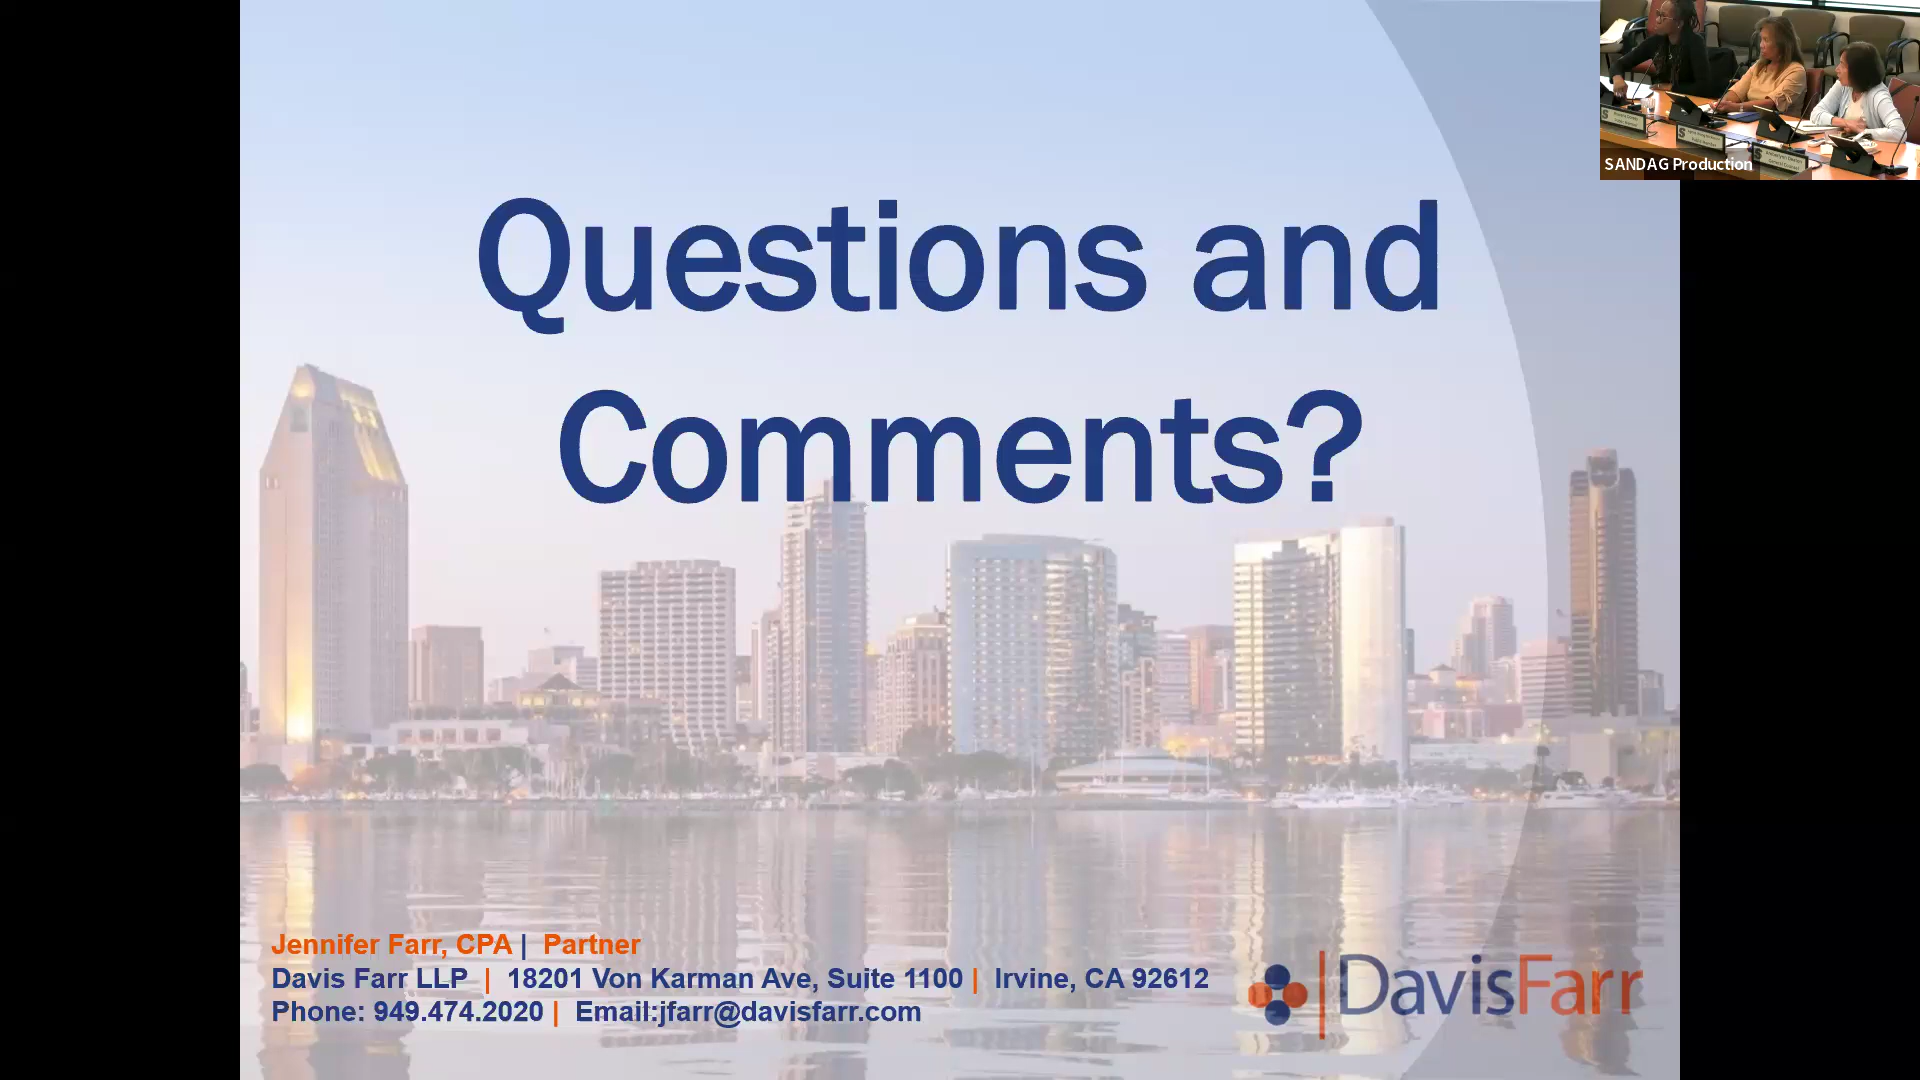 Questions and
Comments?
SANDAG Production
Jennifer Farr, CPA | Partner
Davis Farr LLP | 18201 Von Karman Ave, Suite 1100 | Irvine, CA 92612
Phone: 949.474.2020 | Email:jfarr@davisfarr.com
DavisFarr